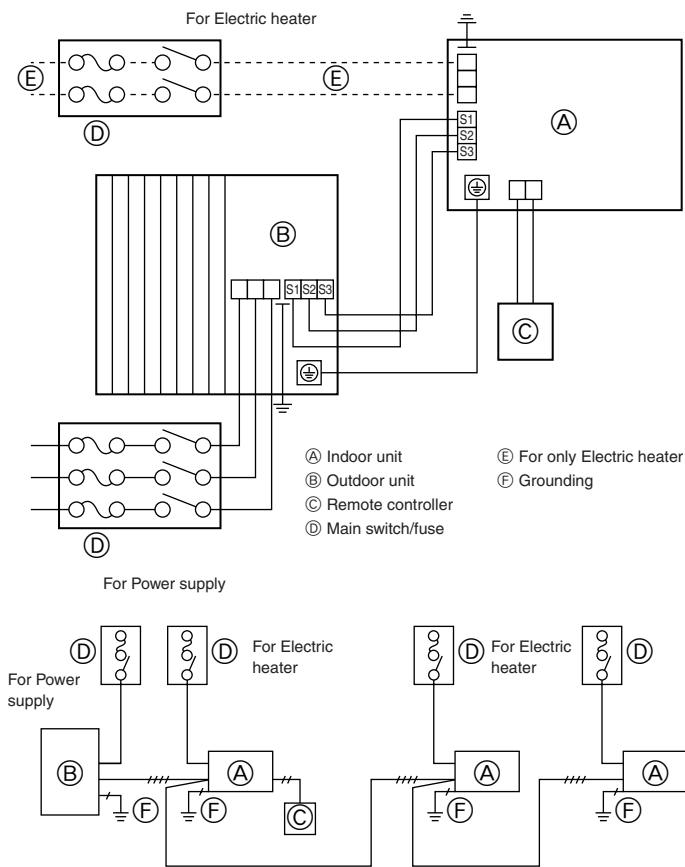 For Electric heater
Ⓔ Ⓔ
Ⓓ
Ⓐ
S1
S2
S3
Ⓑ
S1 S2 S3
Ⓒ
Ⓐ Indoor unit
Ⓑ Outdoor unit
Ⓒ Remote controller
Ⓓ Main switch/fuse
Ⓔ For only Electric heater
Ⓕ Grounding
Ⓓ
For Power supply
Ⓓ Ⓓ For Electric
heater
Ⓓ For Electric
heater
Ⓓ
For Power
supply
Ⓑ Ⓐ Ⓐ Ⓐ
Ⓕ Ⓕ Ⓒ Ⓕ Ⓕ